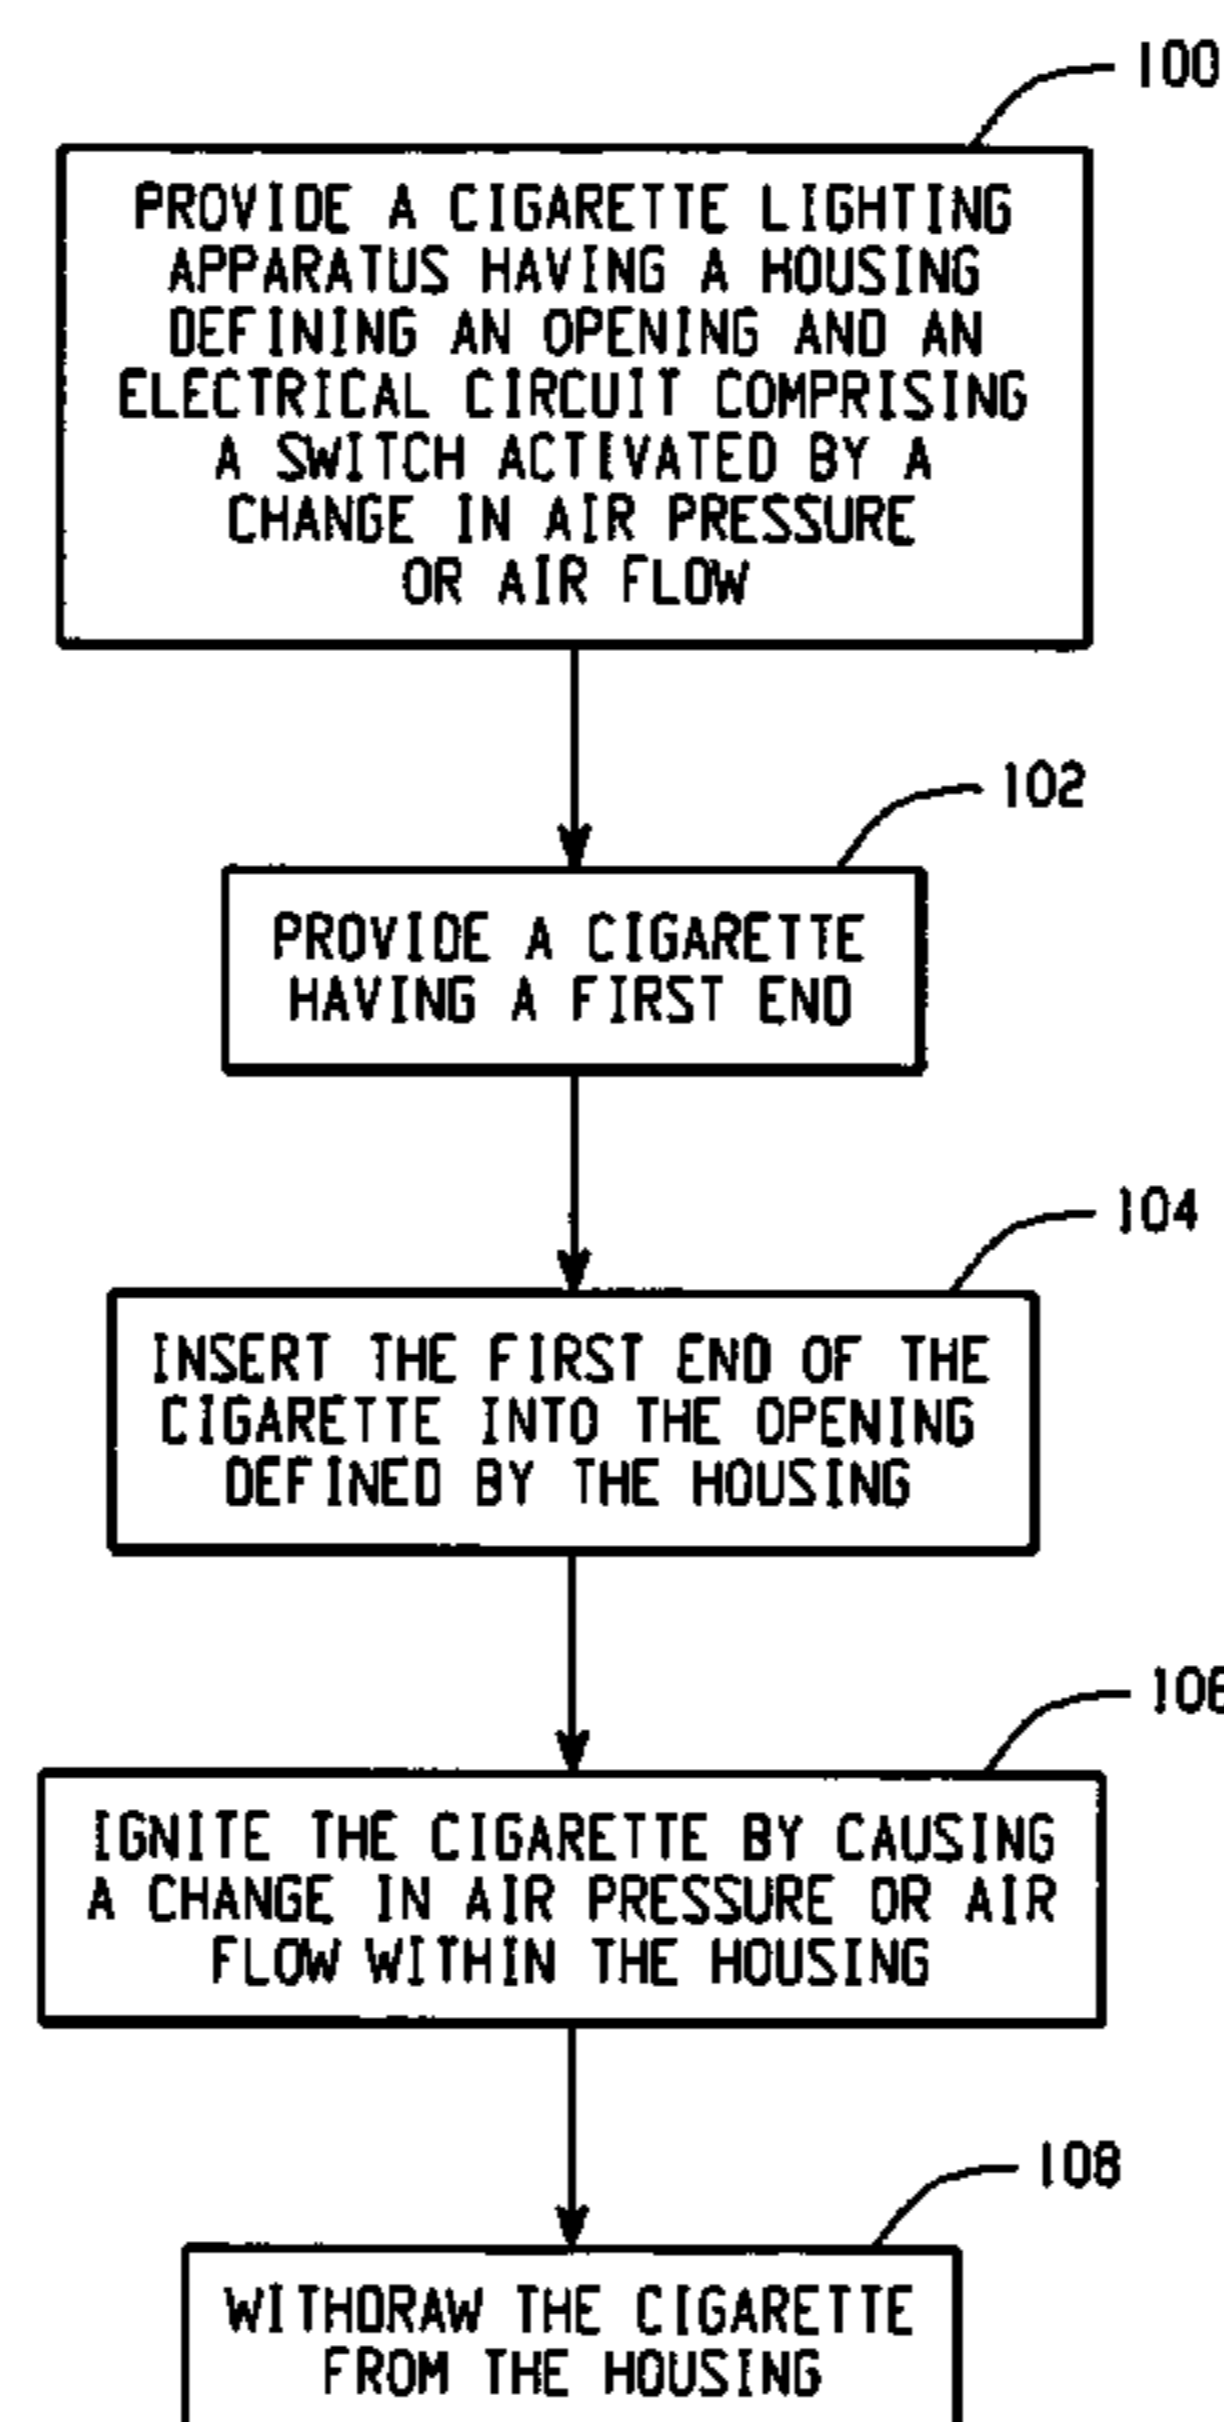 100
PROVIDE A CIGARETTE LIGHTING
APPARATUS HAVING A HOUSING
DEFINING AN OPENING AND AN
ELECTRICAL CIRCUIT COMPRISING
A SWITCH ACTIVATED BY A
CHANGE IN AIR PRESSURE
OR AIR FLOW
102
PROVIDE A CIGARETTE
HAVING A FIRST END
104
INSERT THE FIRST END OF THE
CIGARETTE INTO THE OPENING
DEFINED BY THE HOUSING
106
IGNITE THE CIGARETTE BY CAUSING
A CHANGE IN AIR PRESSURE OR AIR
FLOW WITHIN THE HOUSING
108
WITHDRAW THE CIGARETTE
FROM THE HOUSING